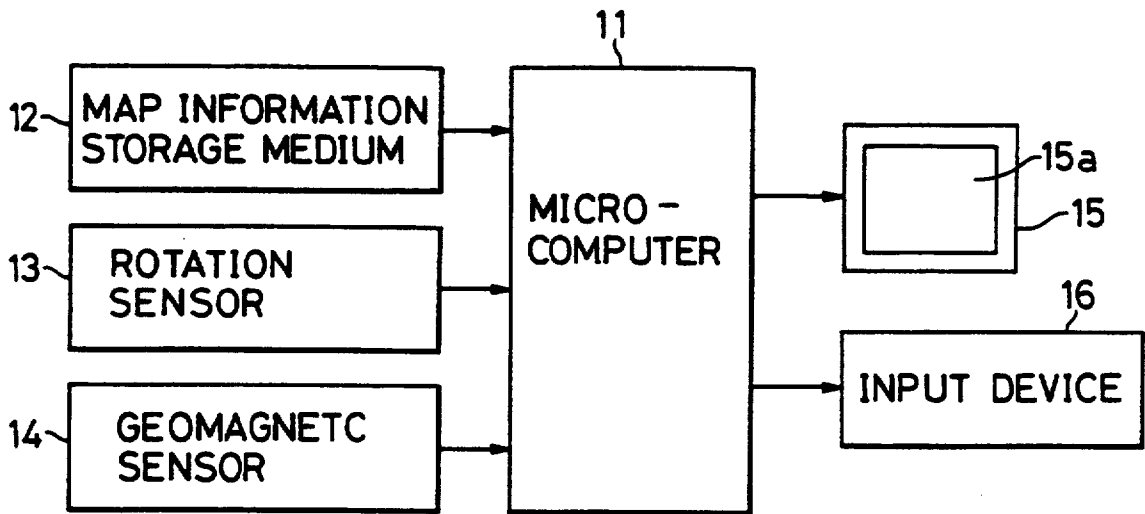 11
12
MAP INFORMATION
STORAGE MEDIUM
13
ROTATION
SENSOR
14
GEOMAGNETC
SENSOR
MICRO-
COMPUTER
15a
15
16
INPUT DEVICE